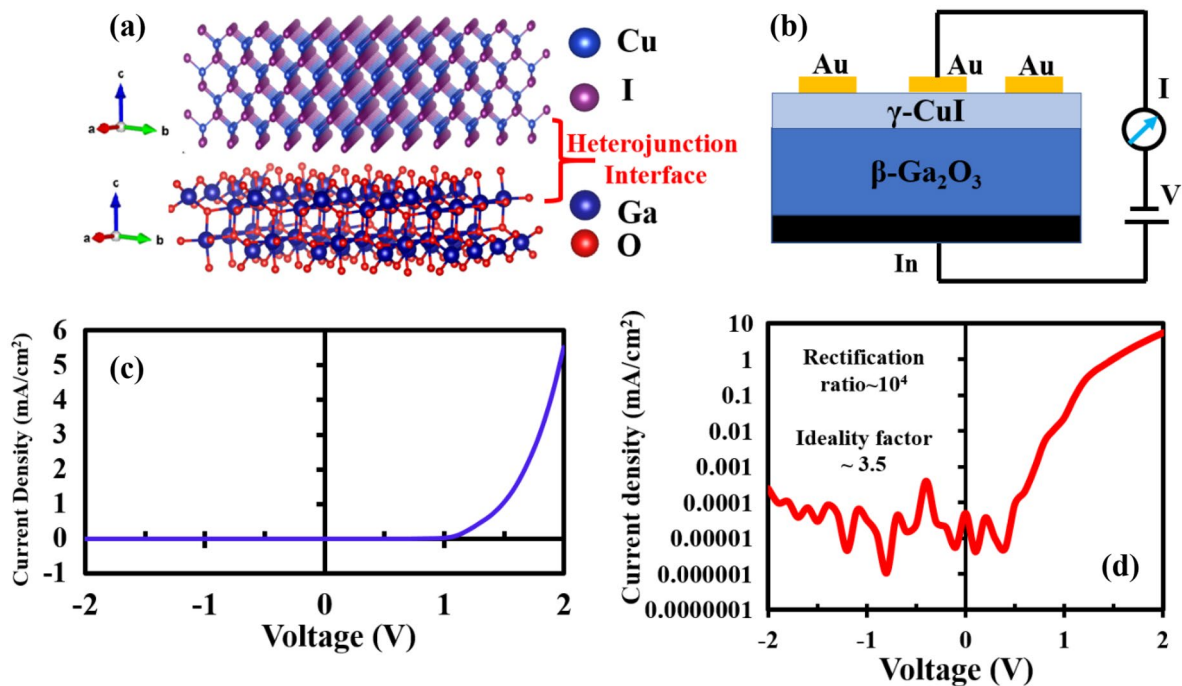 (a)
Cu
I
c
a
b
Heterojunction
Interface
c
a
b
Ga
O
(b)
Au
Au
Au
γ-CuI
β-Ga₂O₃
In
I
V
(c)
Current Density (mA/cm²)
6
5
4
3
2
1
0
-1
-2
-1
0
1
2
Voltage (V)
(d)
Current density (mA/cm²)
10
1
0.1
0.01
0.001
0.0001
0.00001
0.000001
0.0000001
Rectification
ratio~10⁴
Ideality factor
~ 3.5
-2
-1
0
1
2
Voltage (V)